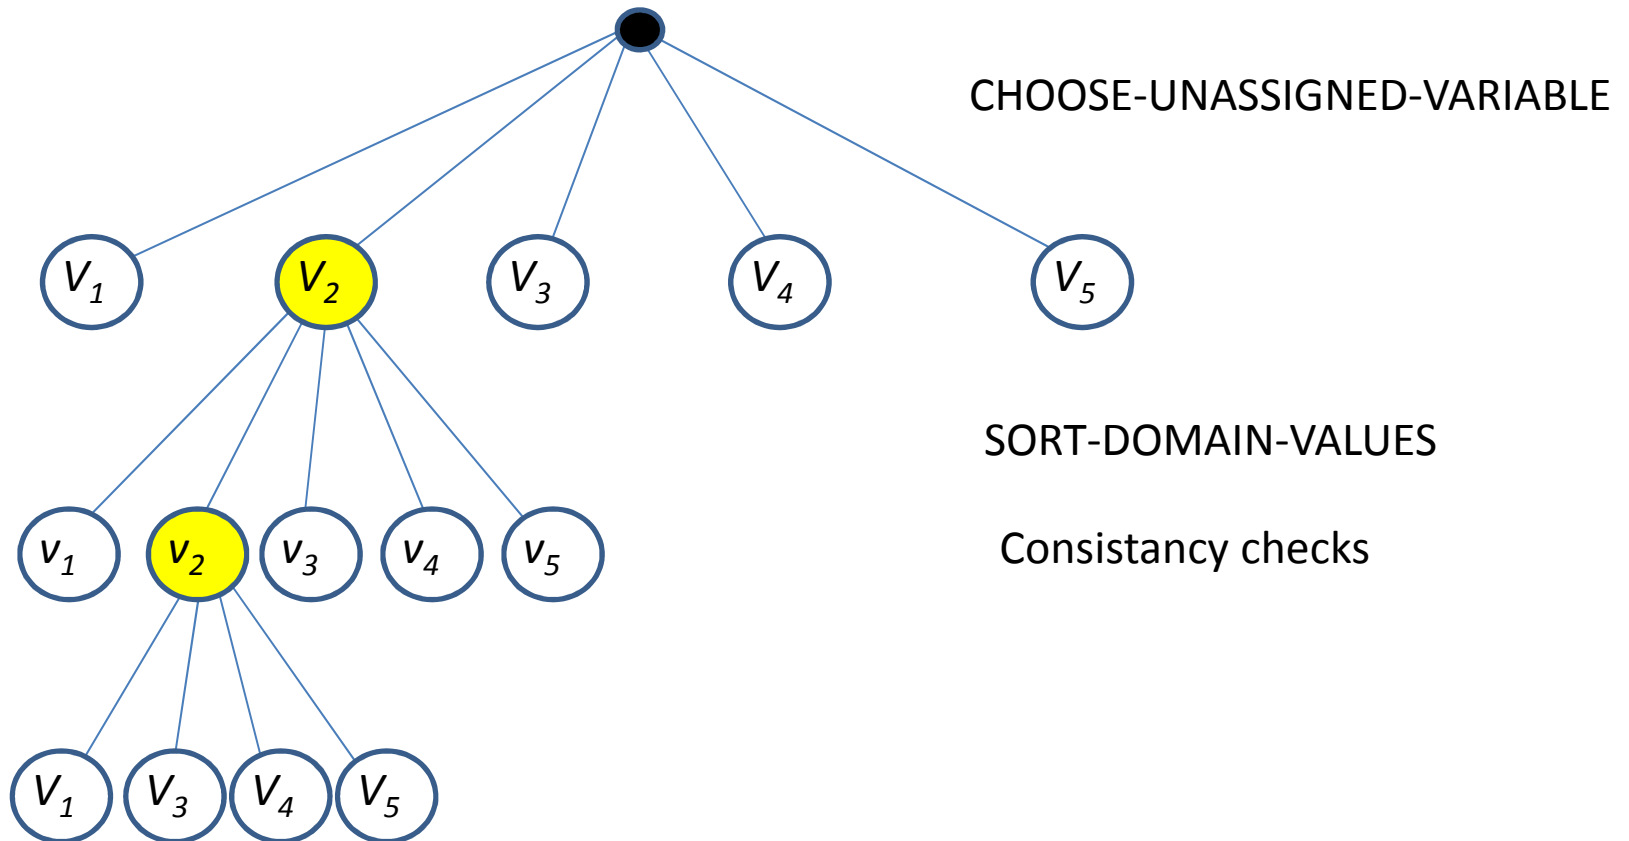 CHOOSE-UNASSIGNED-VARIABLE
V1 V2 V3 V4 V5
SORT-DOMAIN-VALUES
v1 v2 v3 v4 v5
Consistancy checks
V1 V3 V4 V5